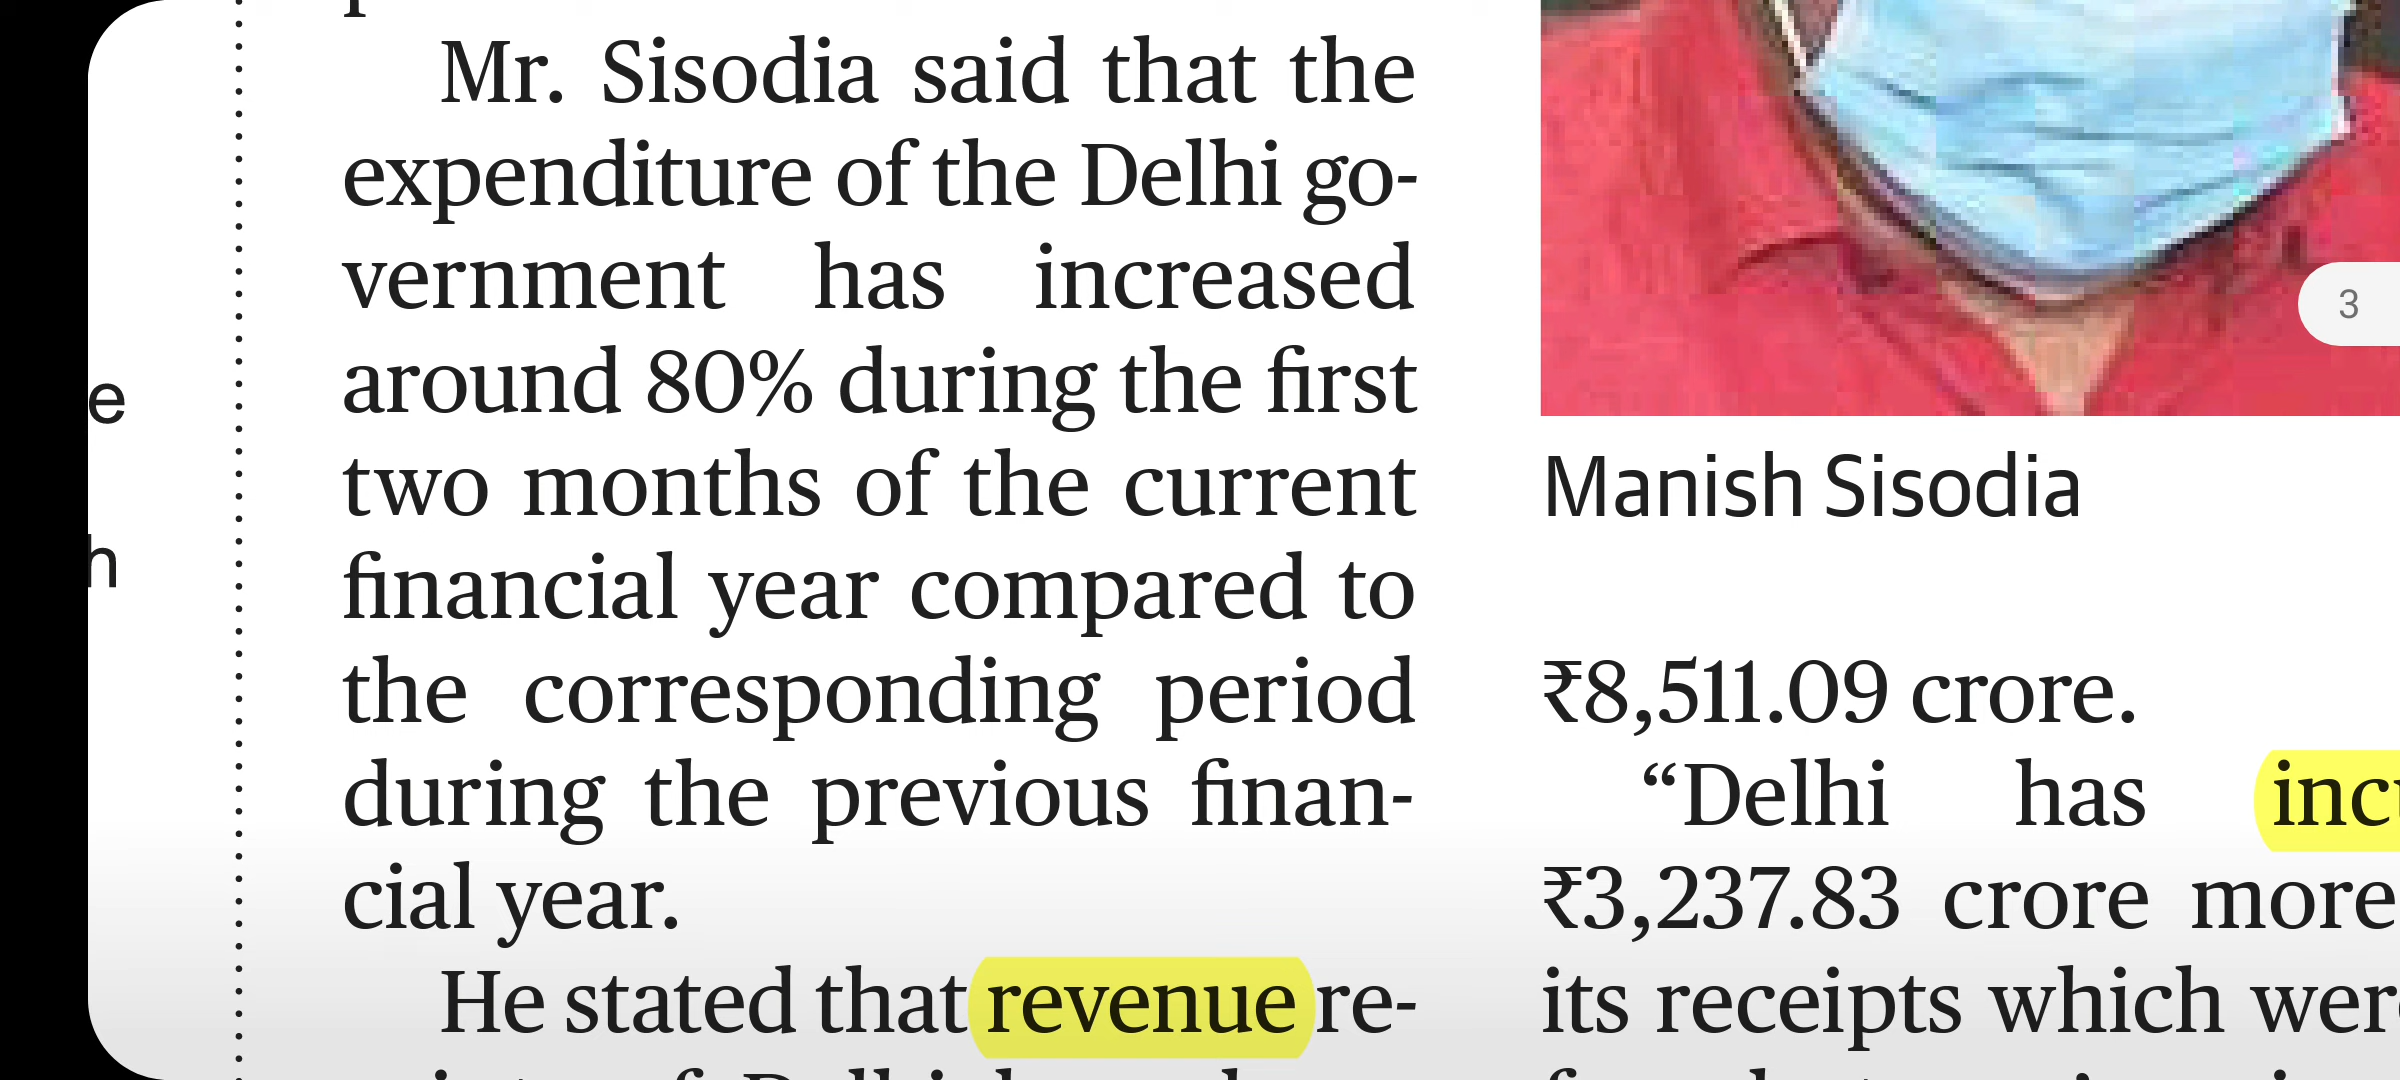 Mr. Sisodia said that the
expenditure of the Delhi go-
vernment has increased
around 80% during the first
two months of the current
financial year compared to
the corresponding period
during the previous finan-
cial year.
He stated that revenue re-
3
Manish Sisodia
₹8,511.09 crore.
“Delhi has
₹3,237.83 crore more
its receipts which were
e
h